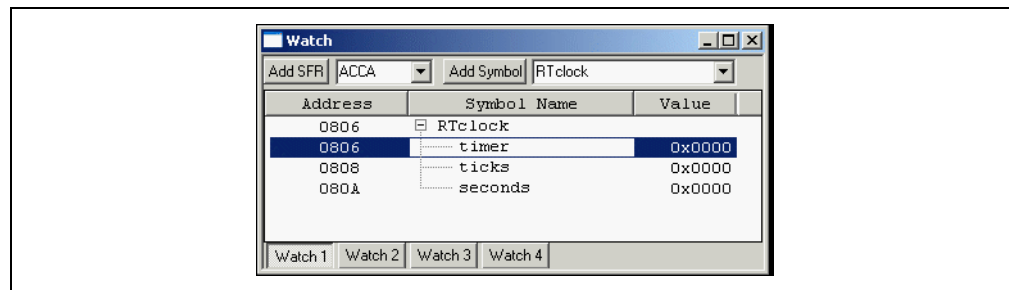 Watch
Add SFR ACCA Add Symbol RTclock
Address Symbol Name Value
0806 RTclock
0806 timer 0x0000
0808 ticks 0x0000
080A seconds 0x0000
Watch 1 Watch 2 Watch 3 Watch 4